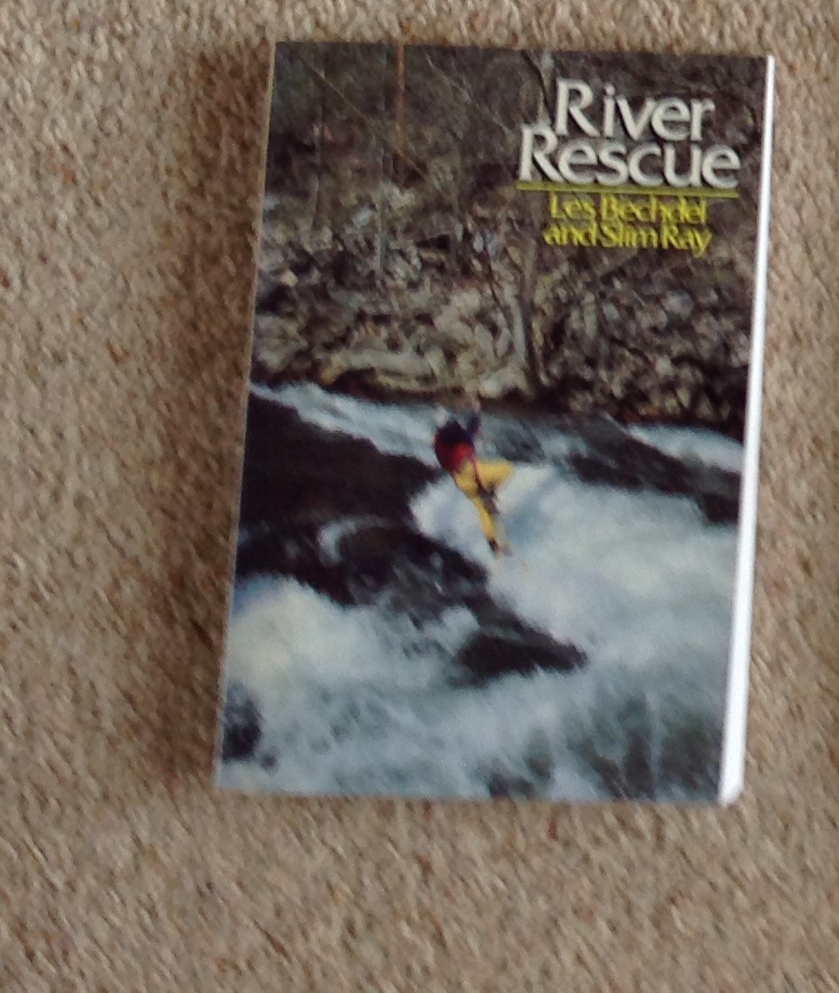 River
Rescue
Les Bechdel
and Slim Ray